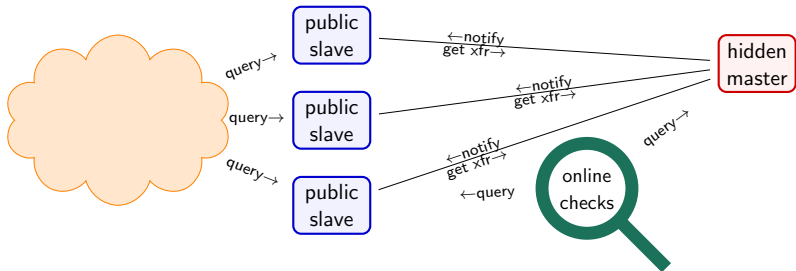 public
slave
←notify
get xfr→
hidden
master
query→
public
slave
←notify
get xfr→
query→
query→
←notify
get xfr→
query→
public
slave
←query
online
checks